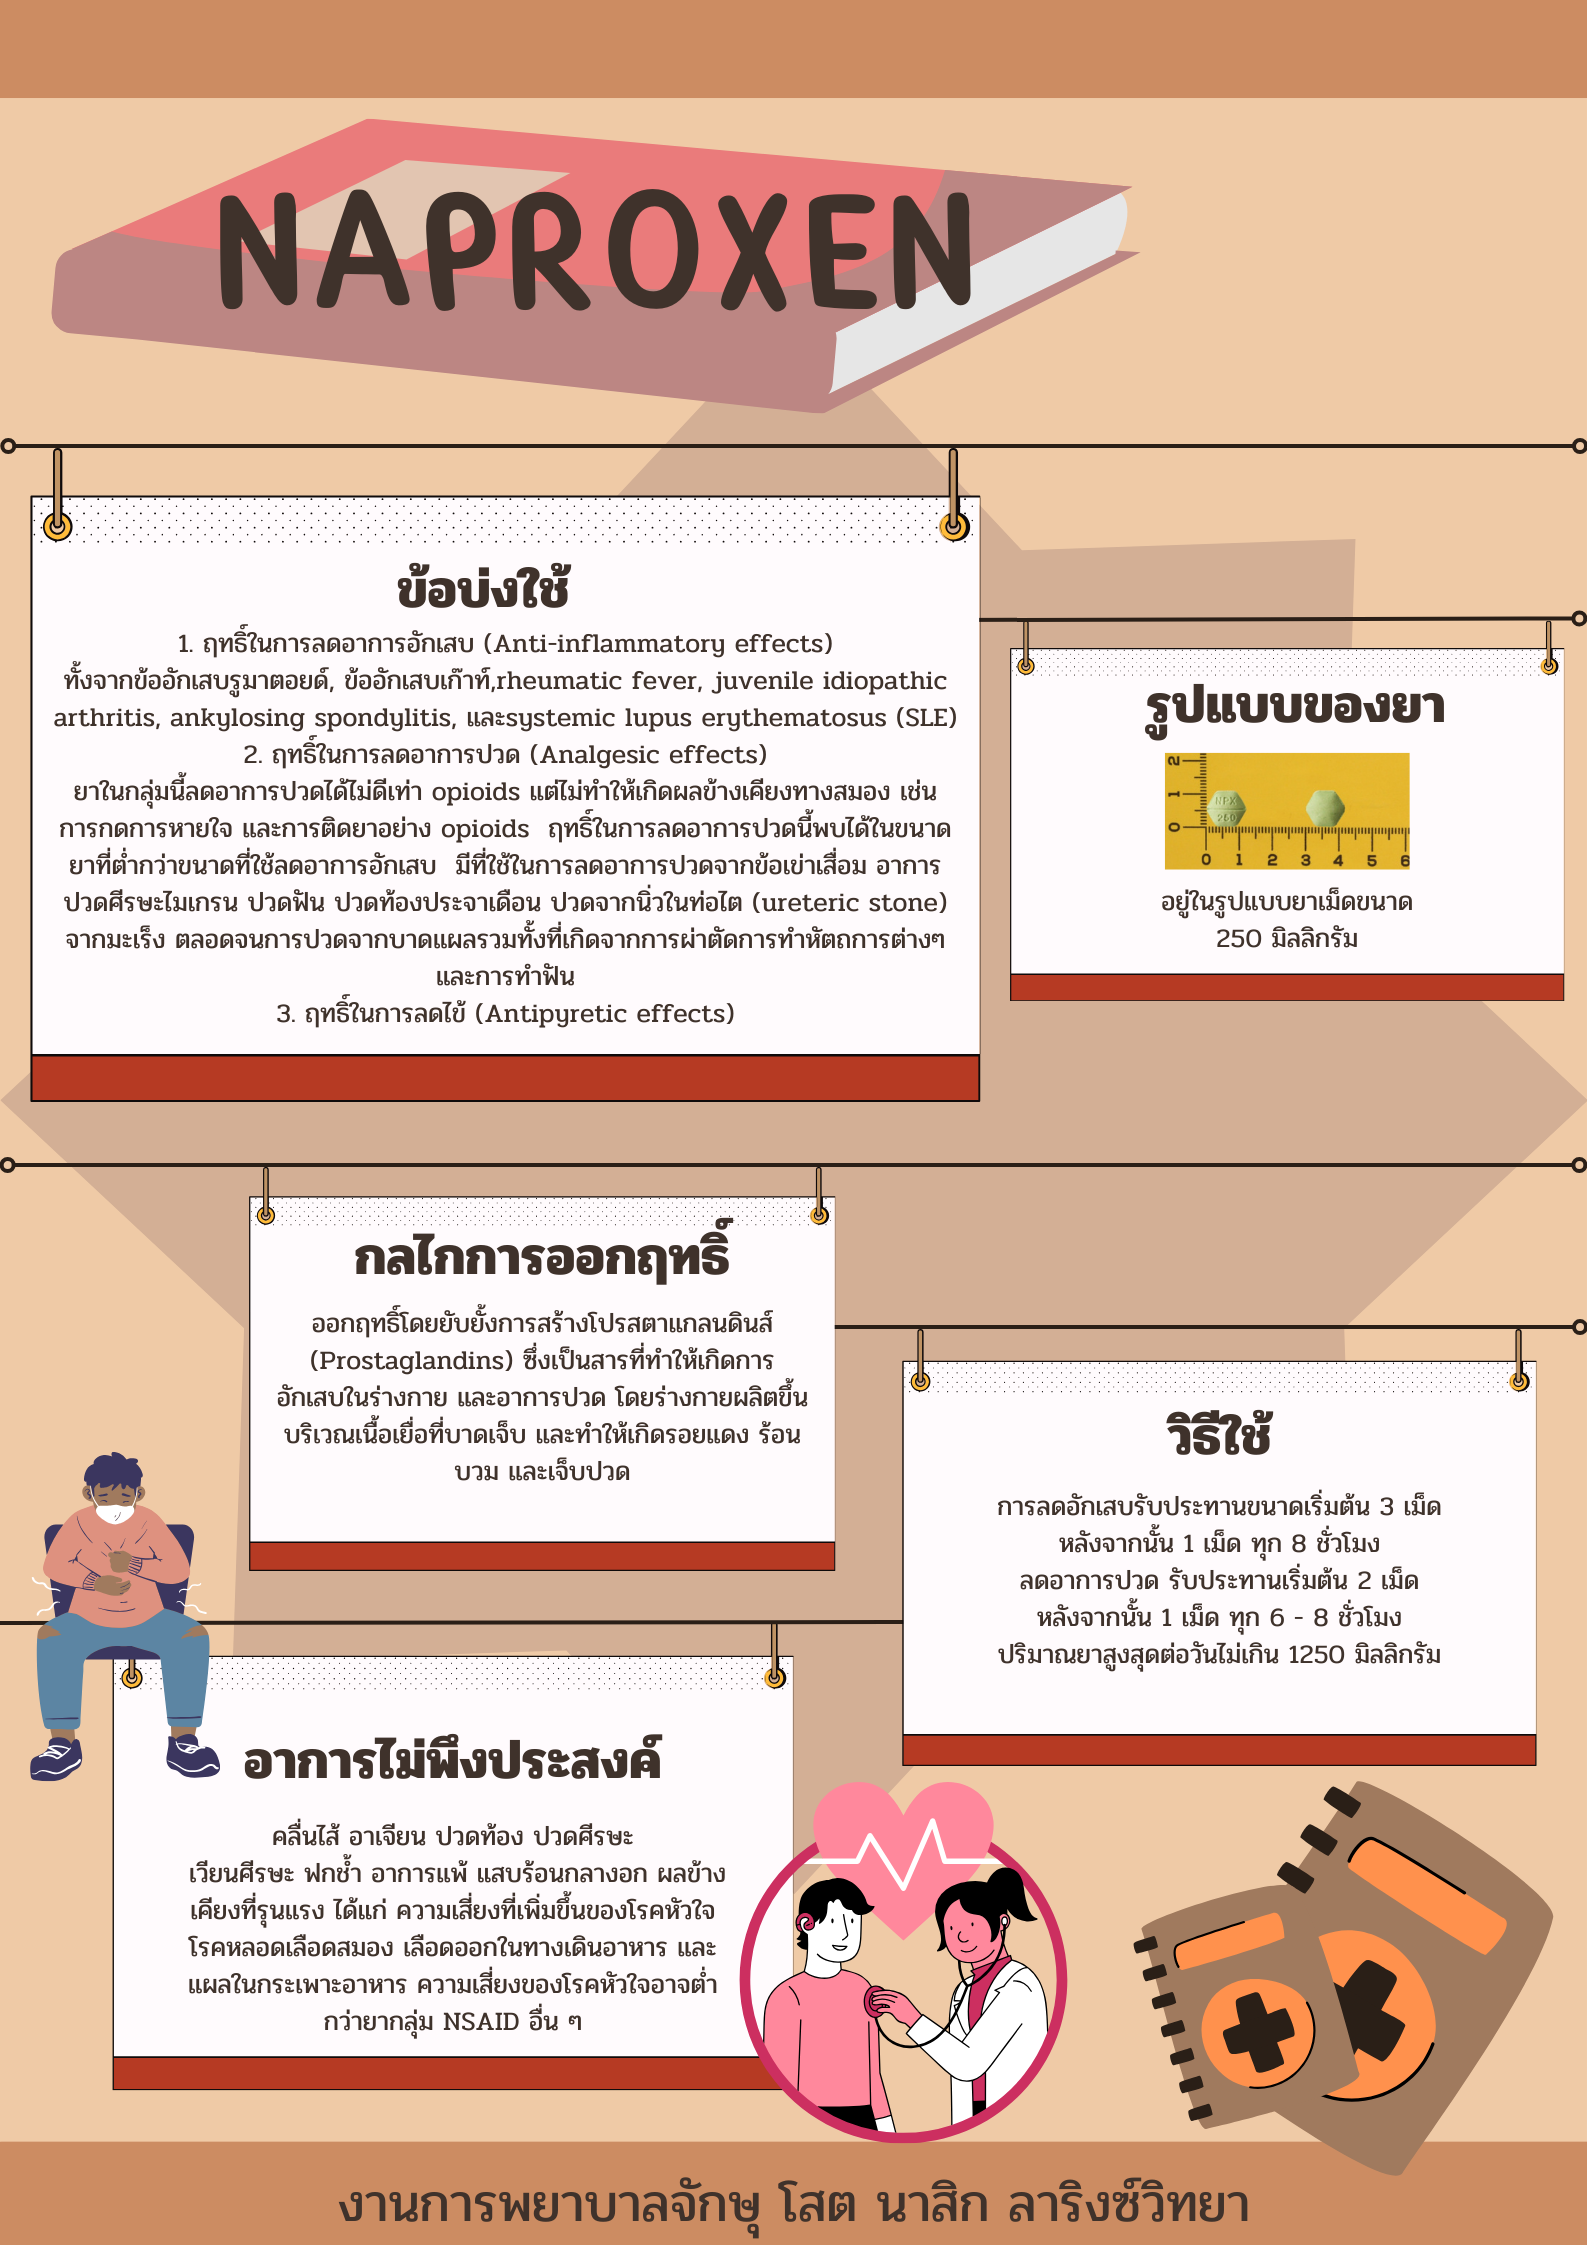 NAPROXEN
ข้อบ่งใช้
1. ฤทธิ์ในการลดอาการอักเสบ (Anti-inflammatory effects)
ทั้งจากข้ออักเสบรูมาตอยด์, ข้ออักเสบเก๊าท์,rheumatic fever, juvenile idiopathic
arthritis, ankylosing spondylitis, และsystemic lupus erythematosus (SLE)
2. ฤทธิ์ในการลดอาการปวด (Analgesic effects)
ยาในกลุ่มนี้ลดอาการปวดได้ไม่ดีเท่า opioids แต่ไม่ทำให้เกิดผลข้างเคียงทางสมอง เช่น
การกดการหายใจ และการติดยาอย่าง opioids ฤทธิ์ในการลดอาการปวดนี้พบได้ในขนาด
ยาที่ต่ำกว่าขนาดที่ใช้ลดอาการอักเสบ มีที่ใช้ในการลดอาการปวดจากข้อเข่าเสื่อม อาการ
ปวดศีรษะไมเกรน ปวดฟัน ปวดท้องประจาเดือน ปวดจากนิ่วในท่อไต (ureteric stone)
จากมะเร็ง ตลอดจนการปวดจากบาดแผลรวมทั้งที่เกิดจากการผ่าตัดการทำหัตถการต่างๆ
และการทำฟัน
3. ฤทธิ์ในการลดไข้ (Antipyretic effects)
รูปแบบของยา
2
1
0
NPX
250
0 1 2 3 4 5 6
อยู่ในรูปแบบยาเม็ดขนาด
250 มิลลิกรัม
กลไกการออกฤทธิ์
ออกฤทธิ์โดยยับยั้งการสร้างโปรสตาแกลนดินส์
(Prostaglandins) ซึ่งเป็นสารที่ทำให้เกิดการ
อักเสบในร่างกาย และอาการปวด โดยร่างกายผลิตขึ้น
บริเวณเนื้อเยื่อที่บาดเจ็บ และทำให้เกิดรอยแดง ร้อน
บวม และเจ็บปวด
วิธีใช้
การลดอักเสบรับประทานขนาดเริ่มต้น 3 เม็ด
หลังจากนั้น 1 เม็ด ทุก 8 ชั่วโมง
ลดอาการปวด รับประทานเริ่มต้น 2 เม็ด
หลังจากนั้น 1 เม็ด ทุก 6 - 8 ชั่วโมง
ปริมาณยาสูงสุดต่อวันไม่เกิน 1250 มิลลิกรัม
อาการไม่พึงประสงค์
คลื่นไส้ อาเจียน ปวดท้อง ปวดศีรษะ
เวียนศีรษะ ฟกช้ำ อาการแพ้ แสบร้อนกลางอก ผลข้าง
เคียงที่รุนแรง ได้แก่ ความเสี่ยงที่เพิ่มขึ้นของโรคหัวใจ
โรคหลอดเลือดสมอง เลือดออกในทางเดินอาหาร และ
แผลในกระเพาะอาหาร ความเสี่ยงของโรคหัวใจอาจต่ำ
กว่ายากลุ่ม NSAID อื่น ๆ
งานการพยาบาลจักษุ โสต นาสิก ลาริงซ์วิทยา